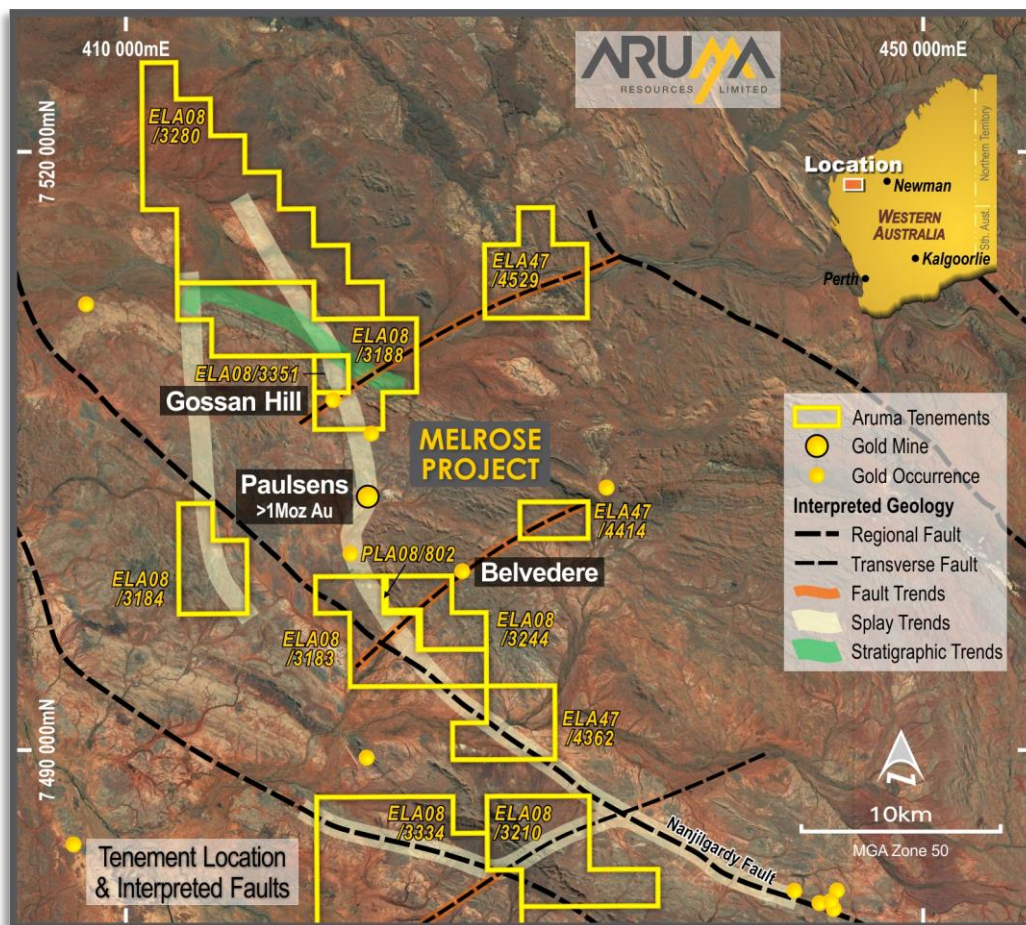 410 000mE
450 000mE
ARUMA
RESOURCES LIMITED
7 520 000mN
7 490 000mN
ELA08
/3280
ELA47
/4529
Location
Newman
WESTERN
AUSTRALIA
Kalgoorlie
Perth
Northern Territory
Sth. Aust.
ELA08
/3188
ELA08/3351
Gossan Hill
MELROSE
PROJECT
Paulsens
>1Moz Au
ELA47
/4414
PLA08/802
Belvedere
ELA08
/3184
ELA08
/3183
ELA08
/3244
ELA47
/4362
ELA08
/3334
ELA08
/3210
Nanjilgardy Fault
Aruma Tenements
Gold Mine
Gold Occurrence
Interpreted Geology
Regional Fault
Transverse Fault
Fault Trends
Splay Trends
Stratigraphic Trends
N
10km
MGA Zone 50
Tenement Location
& Interpreted Faults